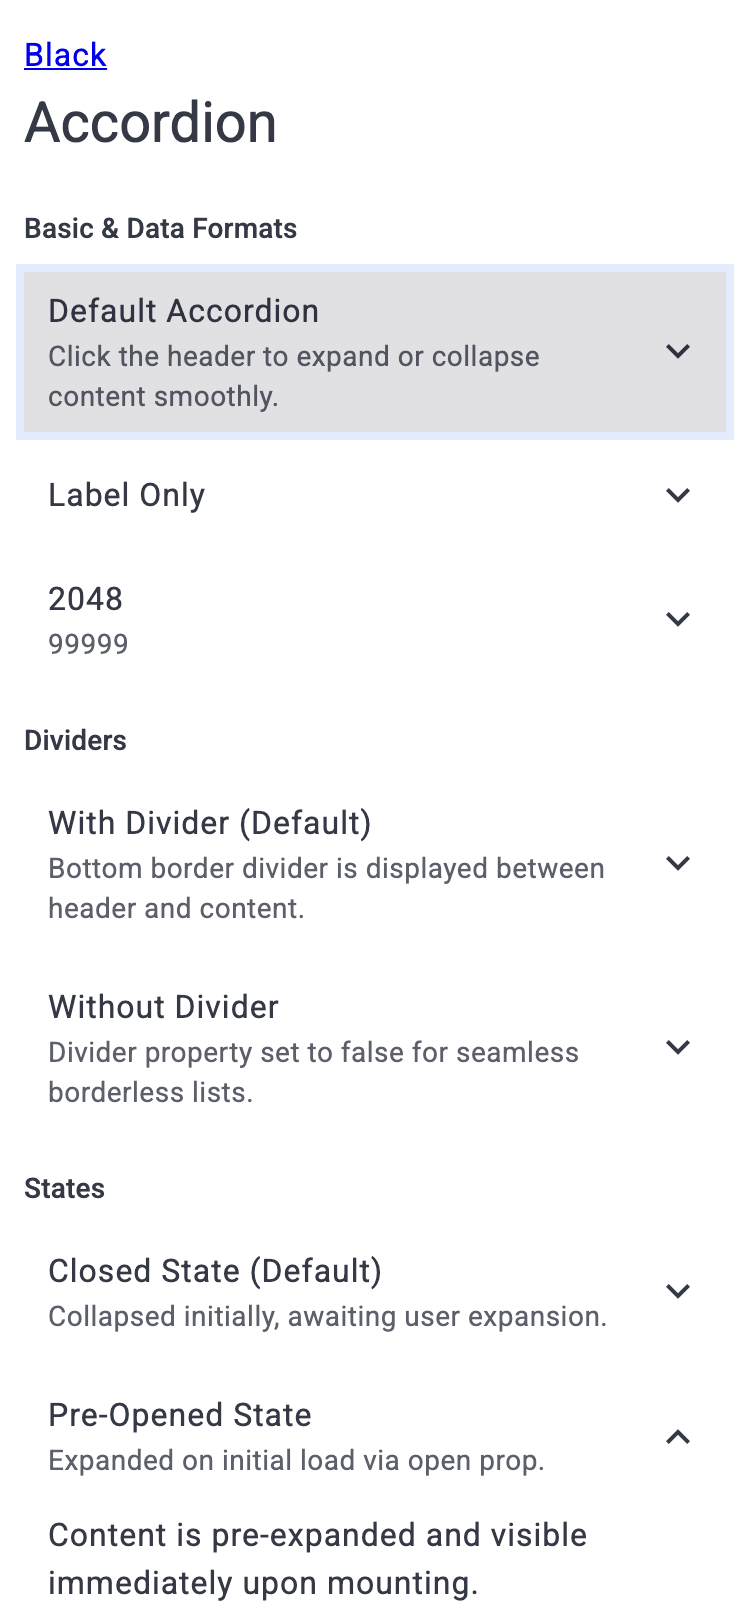 Black
Accordion
Basic & Data Formats
Default Accordion
Click the header to expand or collapse
content smoothly.
Label Only
2048
99999
Dividers
With Divider (Default)
Bottom border divider is displayed between
header and content.
Without Divider
Divider property set to false for seamless
borderless lists.
States
Closed State (Default)
Collapsed initially, awaiting user expansion.
Pre-Opened State
Expanded on initial load via open prop.
Content is pre-expanded and visible
immediately upon mounting.